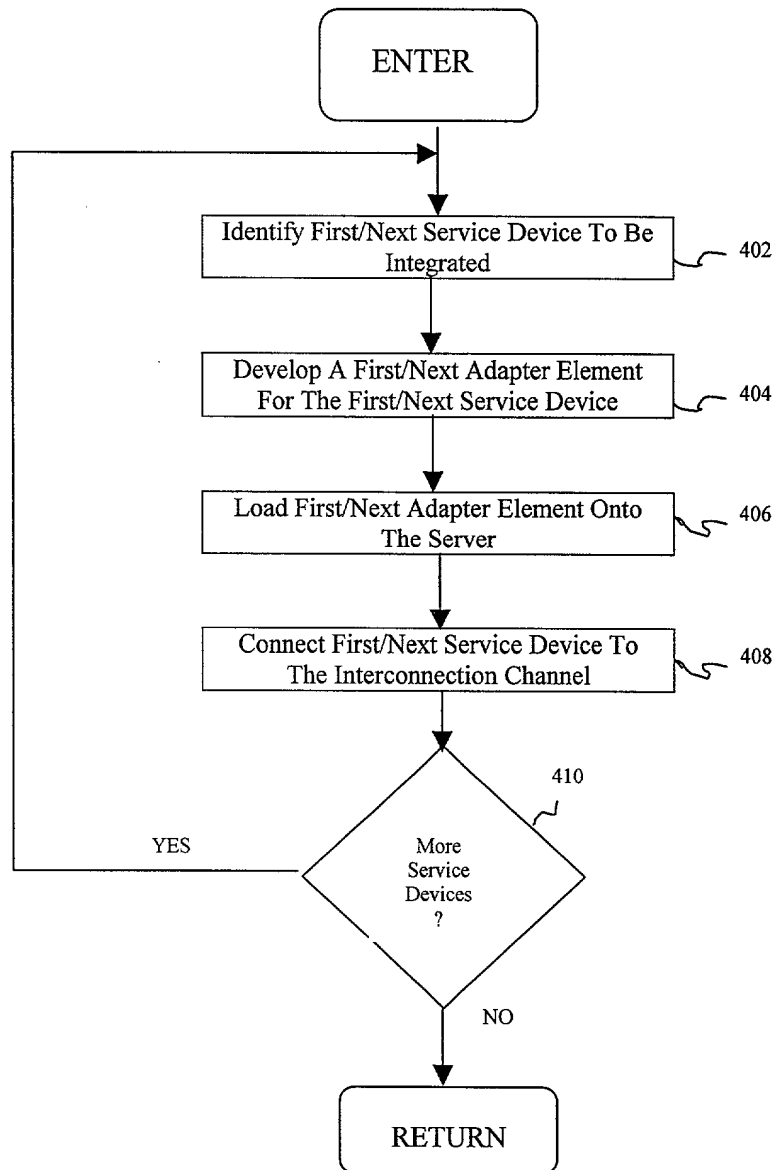 ENTER
Identify First/Next Service Device To Be
Integrated
402
Develop A First/Next Adapter Element
For The First/Next Service Device
404
Load First/Next Adapter Element Onto
The Server
406
Connect First/Next Service Device To
The Interconnection Channel
408
410
YES
More
Service
Devices
?
NO
RETURN